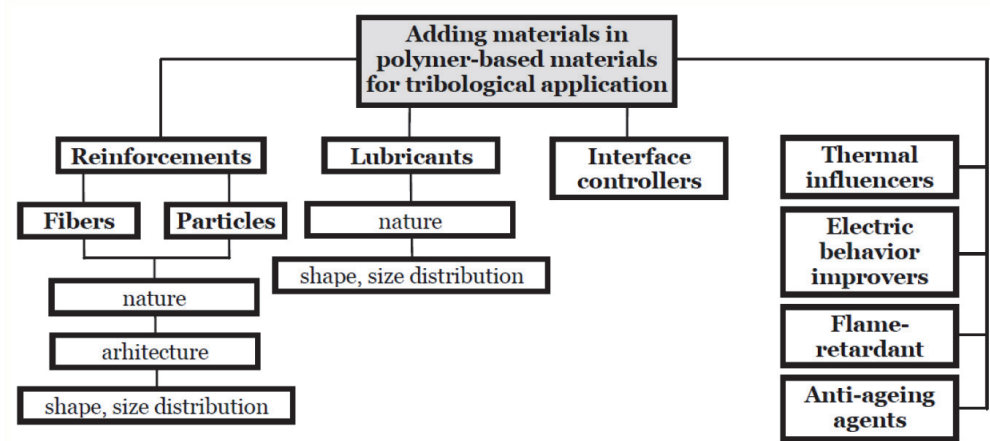 Adding materials in
polymer-based materials
for tribological application
Reinforcements
Lubricants
Interface
controllers
Thermal
influencers
Fibers
Particles
nature
Electric
behavior
improvers
shape, size distribution
nature
Flame-
retardant
arhitecture
shape, size distribution
Anti-ageing
agents